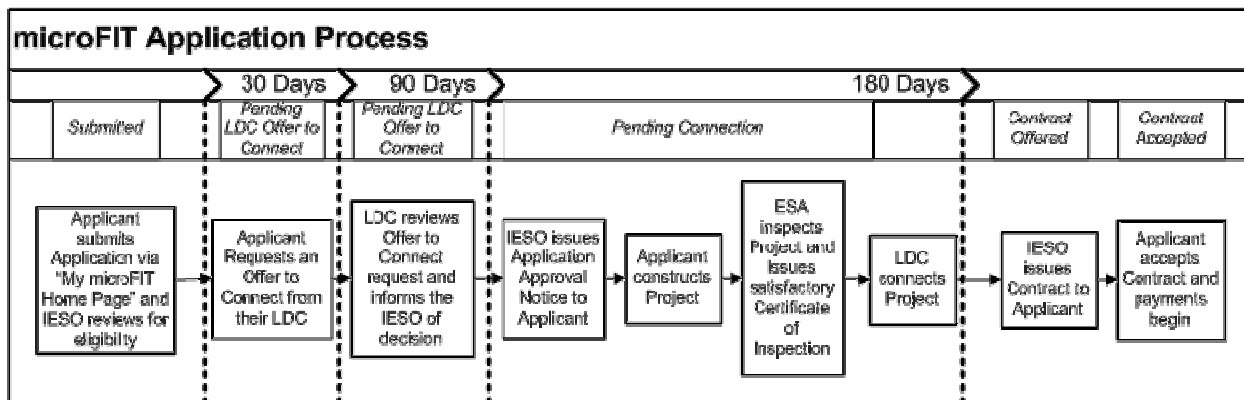 microFIT Application Process
30 Days
90 Days
180 Days
Submitted
Pending
LDC Offer to
Connect
Pending LDC
Offer to
Connect
Pending Connection
Contract
Offered
Contract
Accepted
Applicant
submits
Application via
"My microFIT
Home Page" and
IESO reviews for
eligibility
Applicant
Requests an
Offer to
Connect from
their LDC
LDC reviews
Offer to
Connect
request and
informs the
IESO of
decision
IESO issues
Application
Approval
Notice to
Applicant
Applicant
constructs
Project
ESA
inspects
Project and
Issues
satisfactory
Certificate
of
Inspection
LDC
connects
Project
IESO
issues
Contract to
Applicant
Applicant
accepts
Contract and
payments
begin